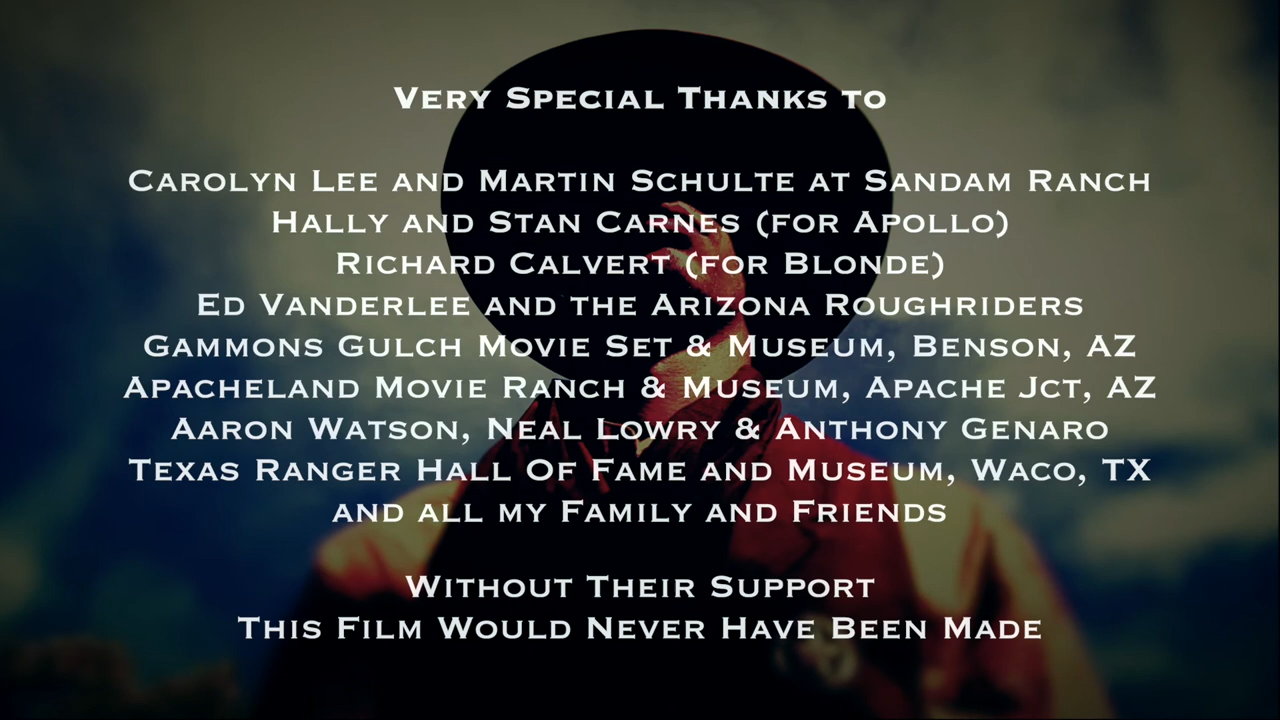 Very Special Thanks to
Carolyn Lee and Martin Schulte at Sandam Ranch
Hally and Stan Carnes (for Apollo)
Richard Calvert (for Blonde)
Ed Vanderlee and the Arizona Roughriders
Gammons Gulch Movie Set & Museum, Benson, AZ
Apacheland Movie Ranch & Museum, Apache Jct, AZ
Aaron Watson, Neal Lowry & Anthony Genaro
Texas Ranger Hall Of Fame and Museum, Waco, TX
and all my Family and Friends
Without Their Support
This Film Would Never Have Been Made